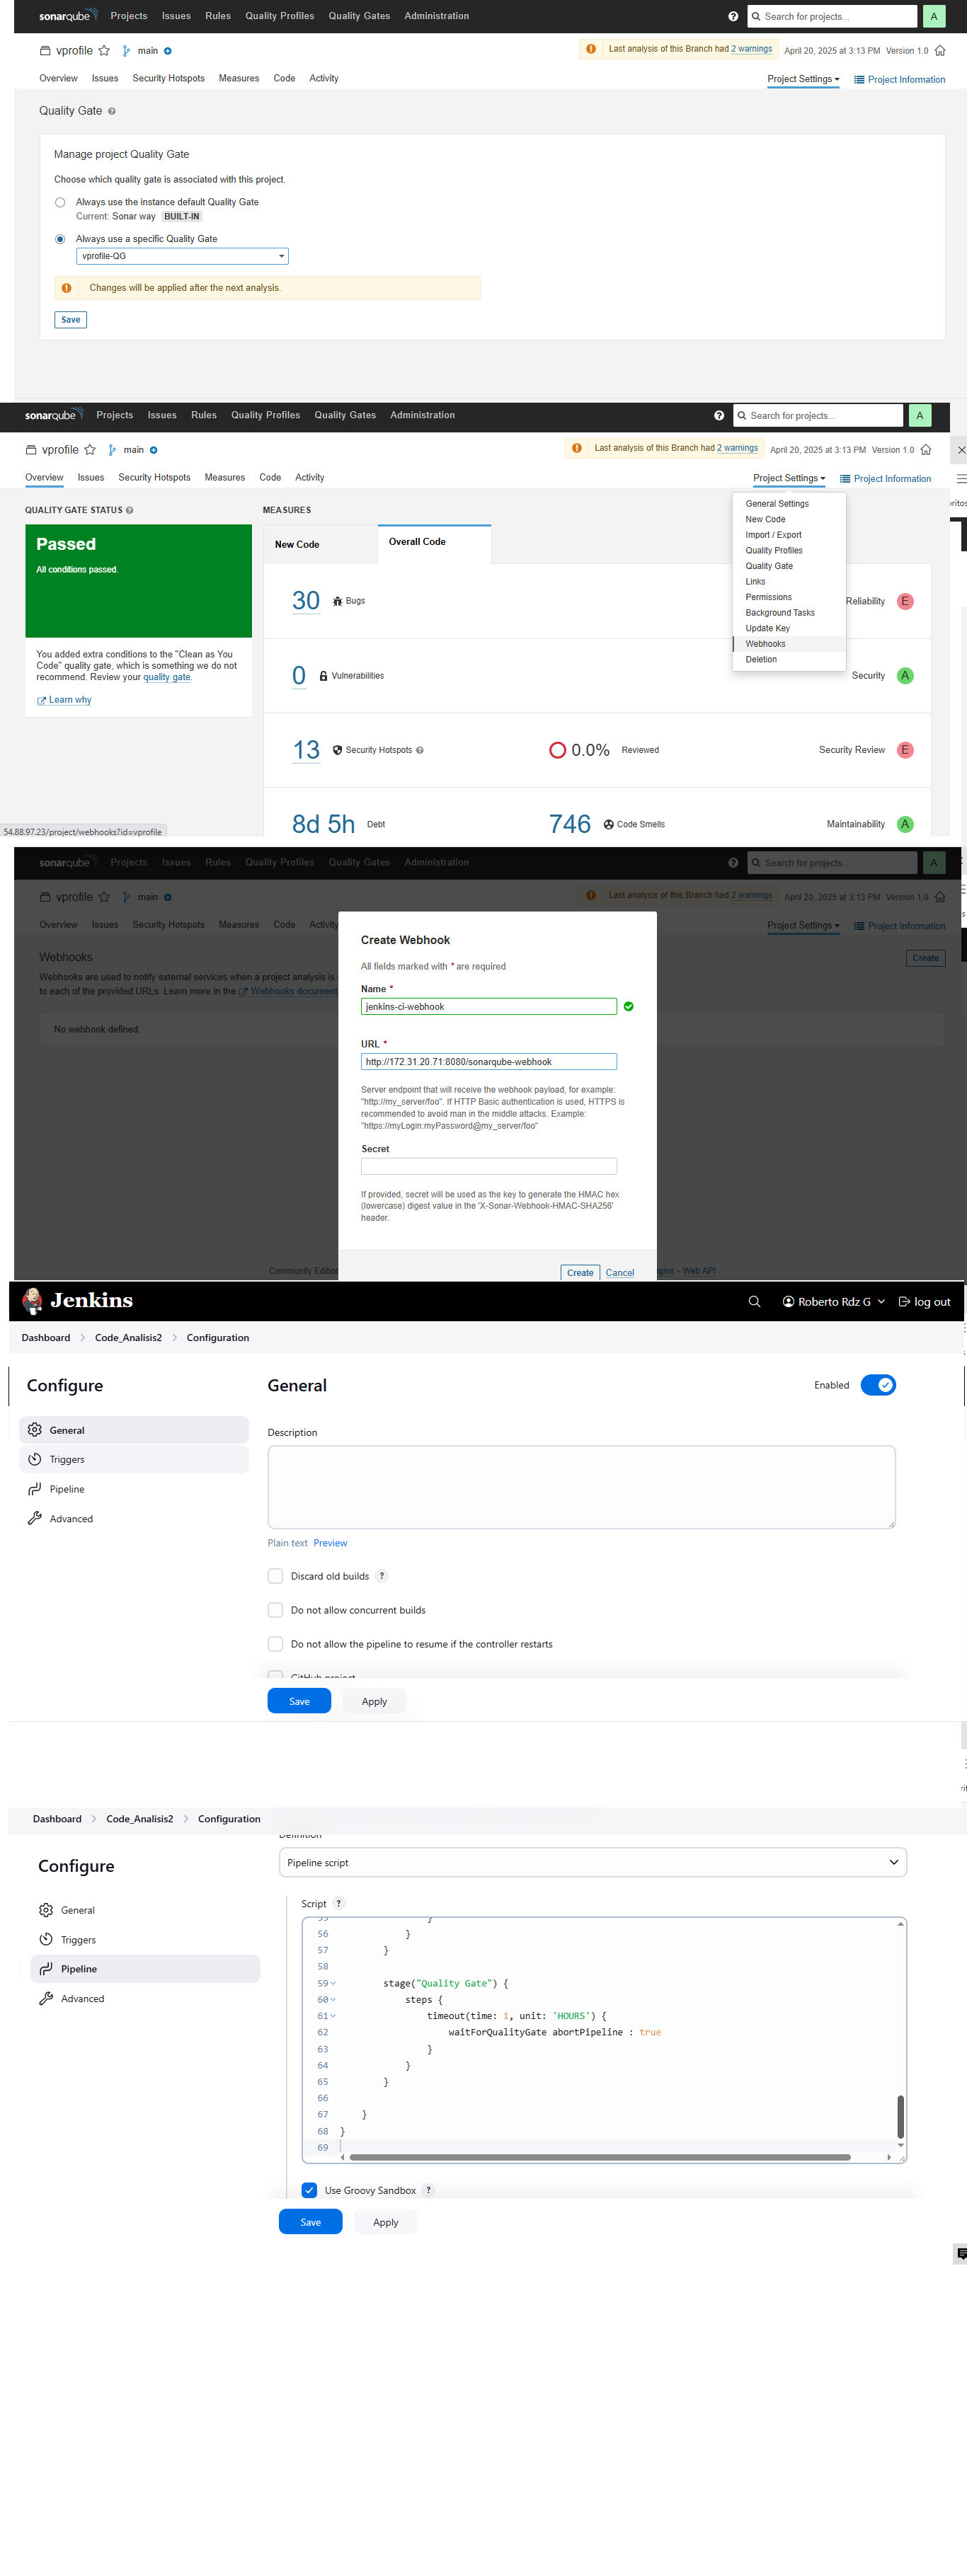 sonarqube Projects Issues Rules Quality Profiles Quality Gates Administration ? Search for projects... A
vprofile main Last analysis of this Branch had 2 warnings April 20, 2025 at 3:13 PM Version 1.0
Overview Issues Security Hotspots Measures Code Activity Project Settings Project Information
Quality Gate ?
Manage project Quality Gate
Choose which quality gate is associated with this project.
Always use the instance default Quality Gate
Current: Sonar way BUILT-IN
Always use a specific Quality Gate
vprofile-QG
Changes will be applied after the next analysis.
Save
sonarqube Projects Issues Rules Quality Profiles Quality Gates Administration ? Search for projects... A
vprofile main Last analysis of this Branch had 2 warnings April 20, 2025 at 3:13 PM Version 1.0
Overview Issues Security Hotspots Measures Code Activity Project Settings Project Information
General Settings
New Code
Import / Export
Quality Profiles
Quality Gate
Links
Permissions
Background Tasks
Update Key
Webhooks
Deletion
QUALITY GATE STATUS ? MEASURES
Passed
All conditions passed.
You added extra conditions to the "Clean as You
Code" quality gate, which is something we do not
recommend. Review your quality gate.
Learn why
New Code Overall Code
30 Bugs Reliability E
0 Vulnerabilities Security A
13 Security Hotspots ? 0.0% Reviewed Security Review E
8d 5h Debt 746 Code Smells Maintainability A
54.88.97.23/project/webhooks?id=vprofile
sonarqube Projects Issues Rules Quality Profiles Quality Gates Administration ? Search for projects... A
vprofile main Last analysis of this Branch had 2 warnings April 20, 2025 at 3:13 PM Version 1.0
Overview Issues Security Hotspots Measures Code Activity Project Settings Project Information
Webhooks Create
Webhooks are used to notify external services when a project analysis is
to each of the provided URLs. Learn more in the Webhooks document
No webhook defined.
Create Webhook
All fields marked with * are required
Name *
jenkins-ci-webhook
URL *
http://172.31.20.71:8080/sonarqube-webhook
Server endpoint that will receive the webhook payload, for example:
"http://my_server/foo". If HTTP Basic authentication is used, HTTPS is
recommended to avoid man in the middle attacks. Example:
"https://myLogin:myPassword@my_server/foo"
Secret
If provided, secret will be used as the key to generate the HMAC hex
(lowercase) digest value in the 'X-Sonar-Webhook-HMAC-SHA256'
header.
Create Cancel
Community Edition gins - Web API
Jenkins Roberto Rdz G log out
Dashboard > Code_Analisis2 > Configuration
Configure
General
Triggers
Pipeline
Advanced
General Enabled
Description
Plain text Preview
Discard old builds ?
Do not allow concurrent builds
Do not allow the pipeline to resume if the controller restarts
GitHub project
Save Apply
Dashboard > Code_Analisis2 > Configuration
Configure
General
Triggers
Pipeline
Advanced
Definition
Pipeline script
Script ?
55 }
56 }
57 }
58
59 stage("Quality Gate") {
60 steps {
61 timeout(time: 1, unit: 'HOURS') {
62 waitForQualityGate abortPipeline : true
63 }
64 }
65 }
66
67 }
68 }
69
Use Groovy Sandbox ?
Save Apply